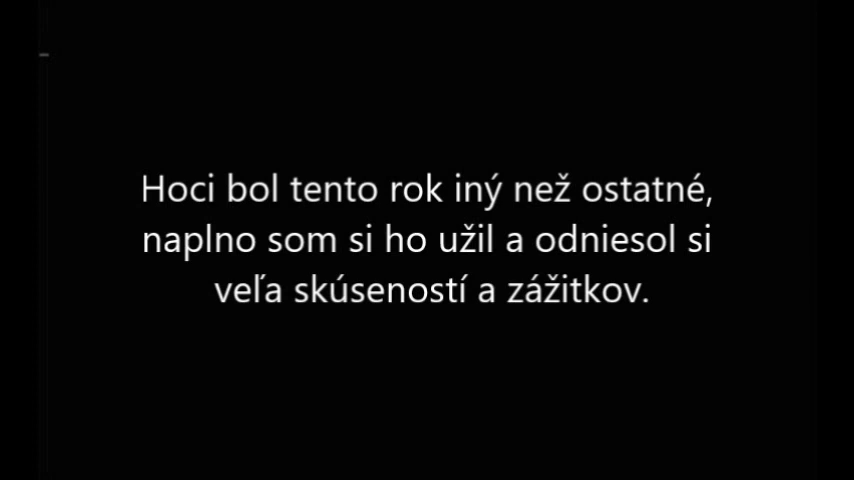 Hoci bol tento rok iný než ostatné,
naplno som si ho užil a odniesol si
veľa skúseností a zážitkov.